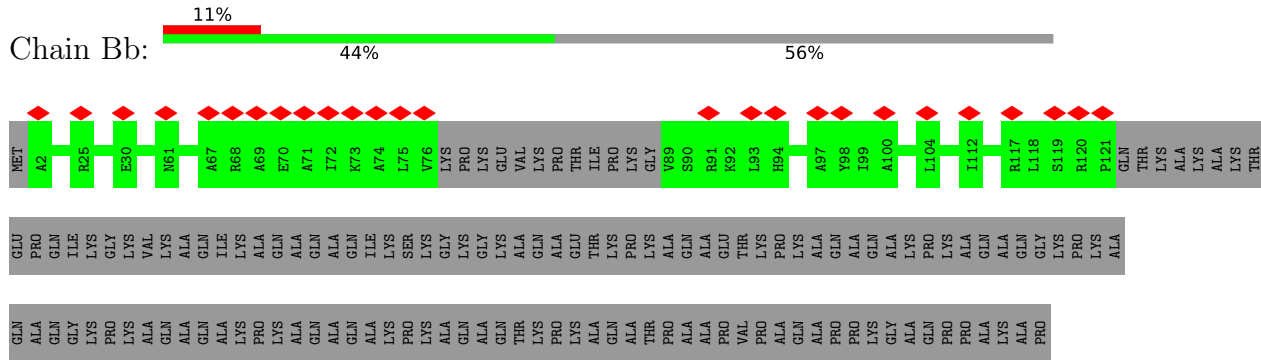 11%
Chain Bb:
44% 56%
MET A2 R25 E30 N61 A67 R68 A69 E70 A71 I72 K73 A74 L75 V76 LYS PRO LYS GLU VAL LYS PRO THR ILE PRO LYS GLY V89 S90 R91 K92 L93 H94 A97 Y98 I99 A100 L104 I112 R117 L118 S119 R120 P121 GLN THR LYS ALA LYS ALA LYS THR
GLU PRO GLN ILE LYS GLY LYS VAL LYS ALA GLN ILE LYS ALA GLN ALA GLN ALA GLN ILE LYS SER LYS GLY LYS GLY LYS ALA GLN ALA GLU THR LYS PRO LYS ALA GLN ALA GLU THR LYS PRO LYS ALA GLN ALA GLN ALA LYS PRO LYS ALA GLN ALA GLN GLY LYS PRO LYS ALA
GLN ALA GLN GLY LYS PRO LYS ALA GLN ALA GLN ALA LYS PRO LYS ALA GLN ALA GLN ALA LYS PRO LYS ALA GLN ALA GLN THR LYS PRO LYS ALA GLN ALA THR PRO ALA ALA PRO VAL PRO ALA GLN ALA PRO PRO LYS GLY ALA GLN PRO PRO ALA LYS ALA PRO